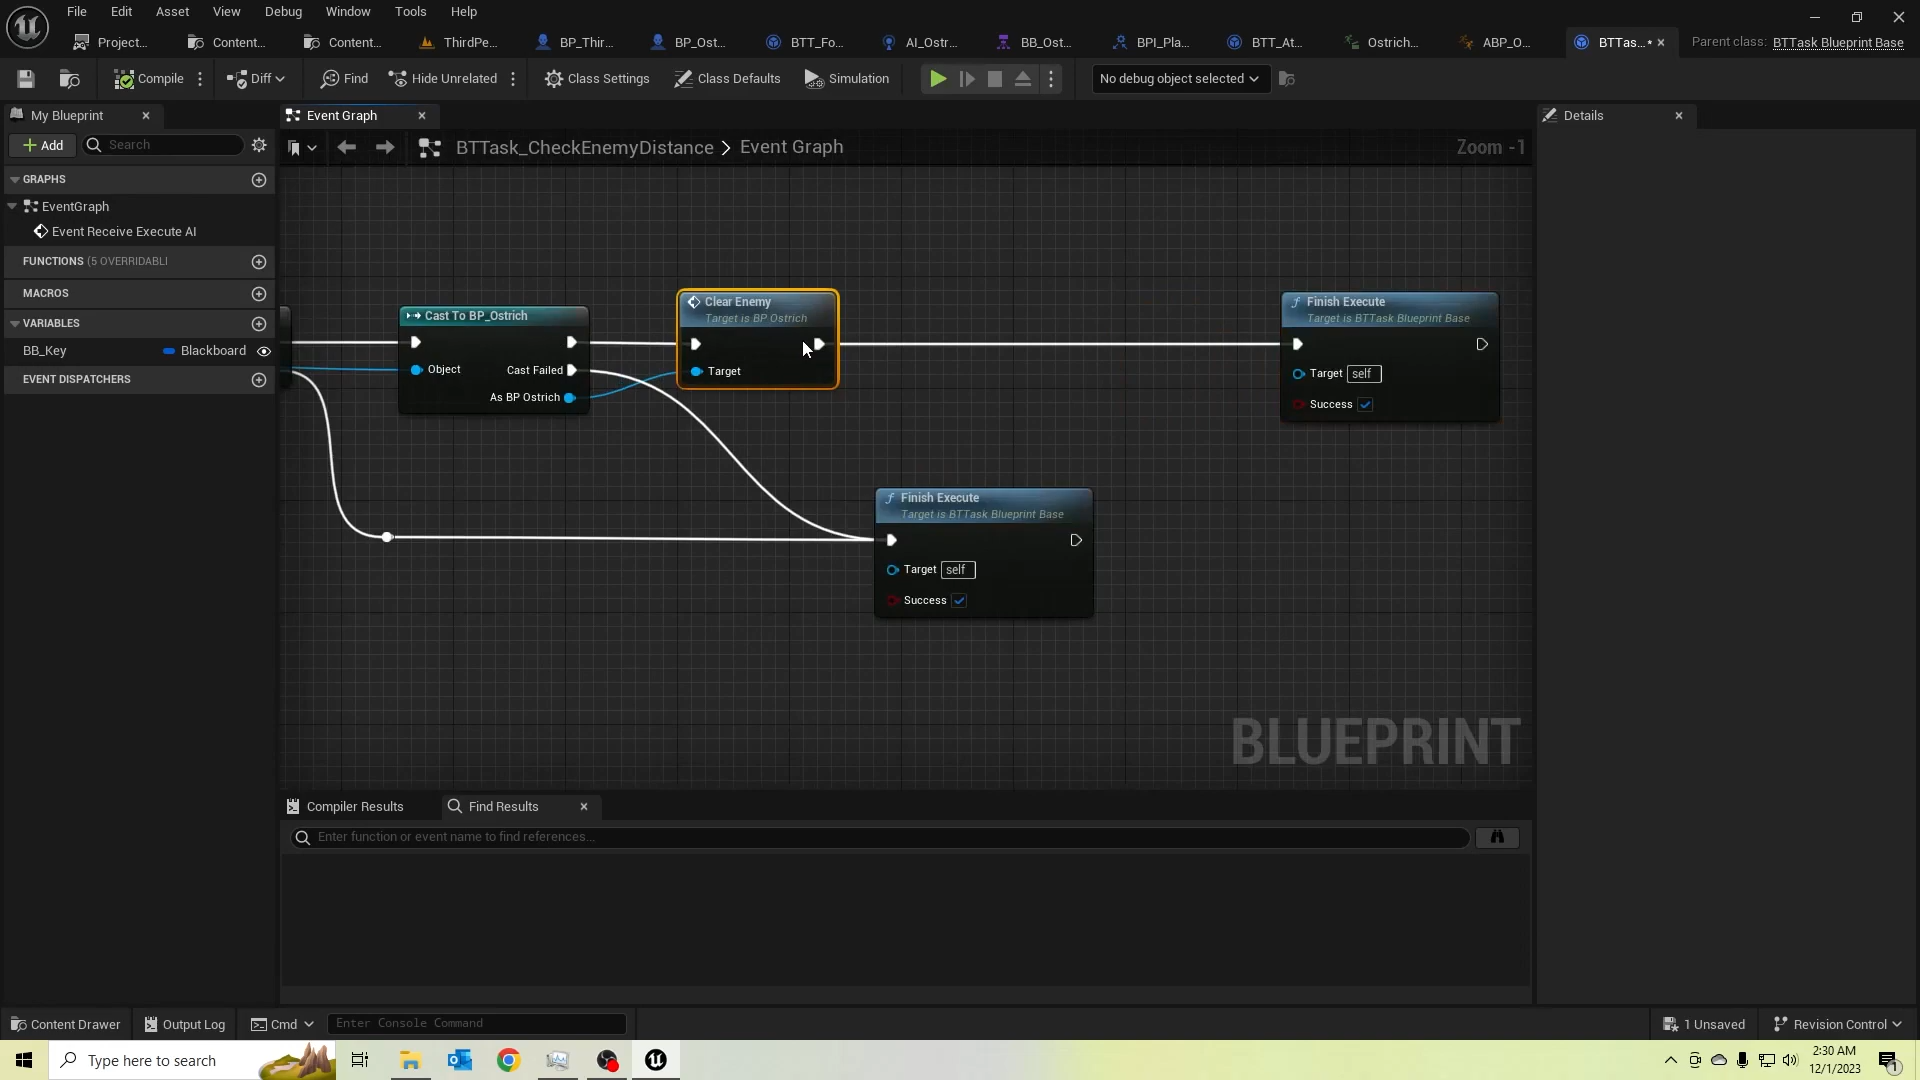 File Edit Asset View Debug Window Tools Help
Project... Content... Content... ThirdPe... BP_Thir... BP_Ost... BTT_Fo... AI_Ostr... BB_Ost... BPI_Pla... BTT_At... Ostrich... ABP_O... BTTas...* Parent class: BTTask Blueprint Base
Compile Diff Find Hide Unrelated Class Settings Class Defaults Simulation No debug object selected
My Blueprint Event Graph Details
Add Search BTTask_CheckEnemyDistance > Event Graph Zoom -1
GRAPHS
EventGraph
Event Receive Execute AI
FUNCTIONS (5 OVERRIDABLI
MACROS
VARIABLES
BB_Key Blackboard
EVENT DISPATCHERS
Cast To BP_Ostrich
Object
Cast Failed
As BP Ostrich
Clear Enemy
Target is BP Ostrich
Target
Finish Execute
Target is BTTask Blueprint Base
Target self
Success
Finish Execute
Target is BTTask Blueprint Base
Target self
Success
BLUEPRINT
Compiler Results Find Results
Enter function or event name to find references...
Content Drawer Output Log Cmd Enter Console Command 1 Unsaved Revision Control
Type here to search 2:30 AM
12/1/2023 1